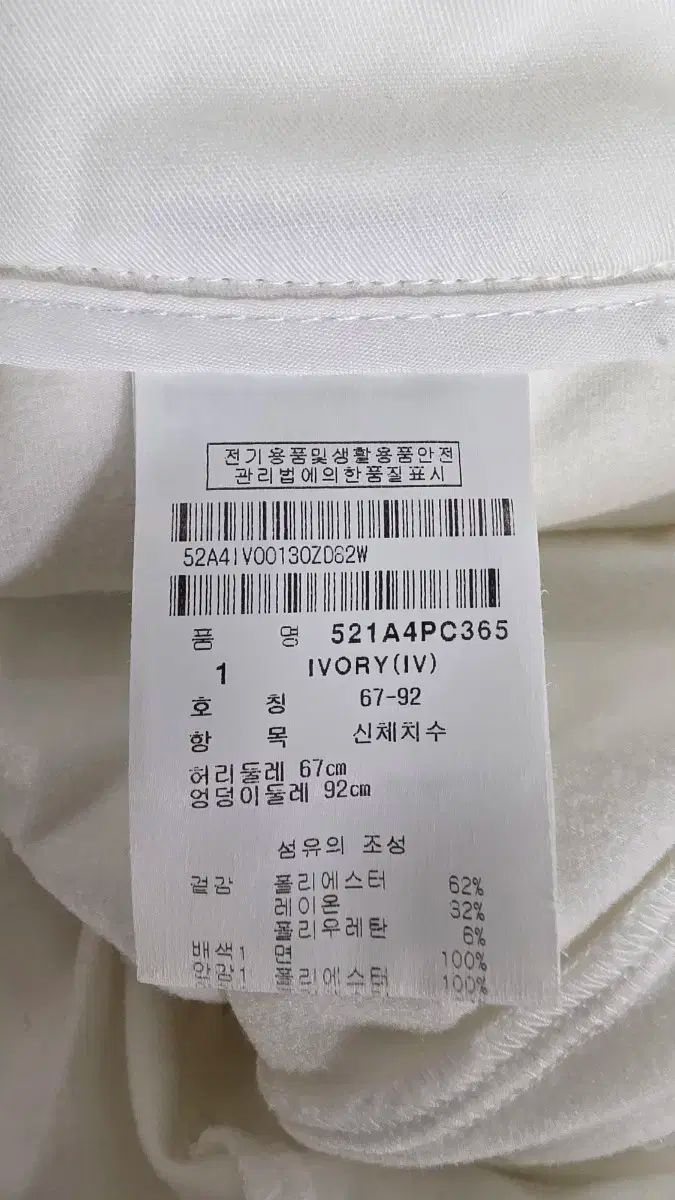 전기용품및생활용품안전
관리법에의한품질표시
52A4IV00130ZD62W
품 명 521A4PC365
1 IVORY(IV)
호 칭 67-92
항 목 신체치수
허리둘레 67cm
엉덩이둘레 92cm
섬유의 조성
겉감 폴리에스터 62%
레이온 32%
폴리우레탄 6%
배색1 면 100%
안감1 폴리에스터 100%